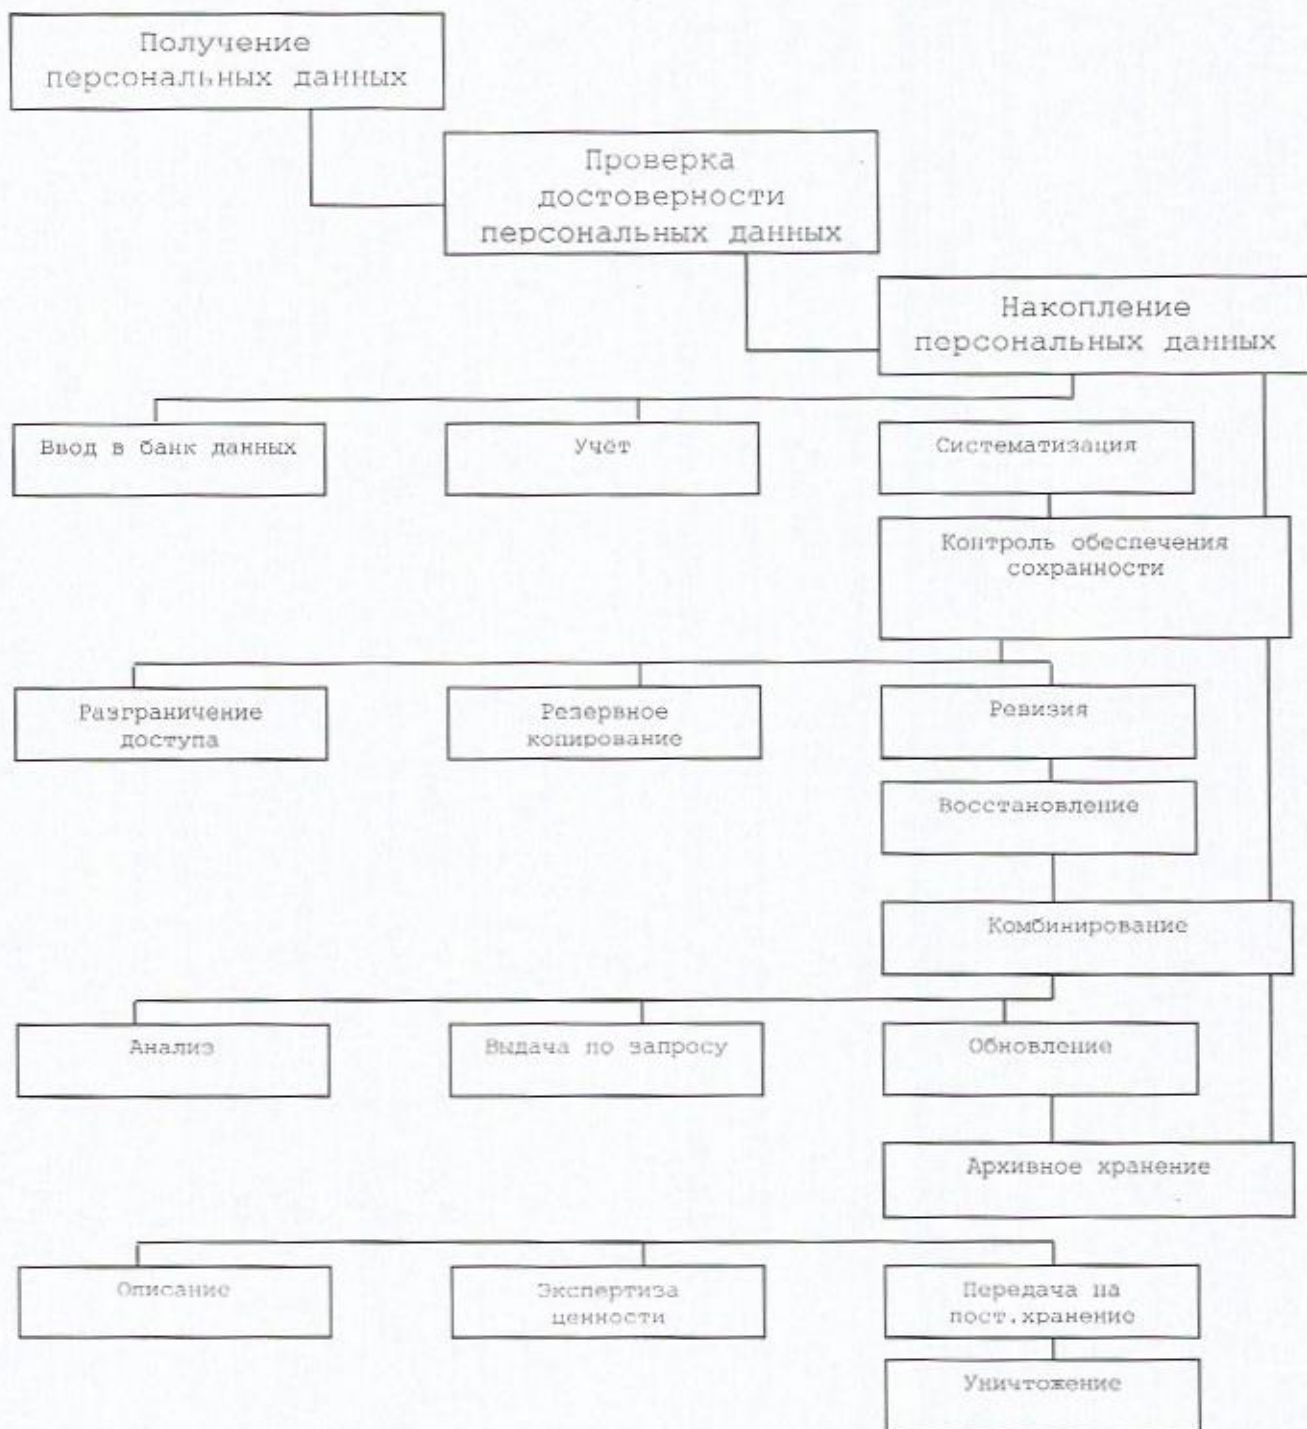 Получение
персональных данных
Проверка
достоверности
персональных данных
Накопление
персональных данных
Ввод в банк данных
Учёт
Систематизация
Контроль обеспечения
сохранности
Разграничение
доступа
Резервное
копирование
Ревизия
Восстановление
Комбинирование
Анализ
Выдача по запросу
Обновление
Архивное хранение
Описание
Экспертиза
ценности
Передача на
пост.хранение
Уничтожение